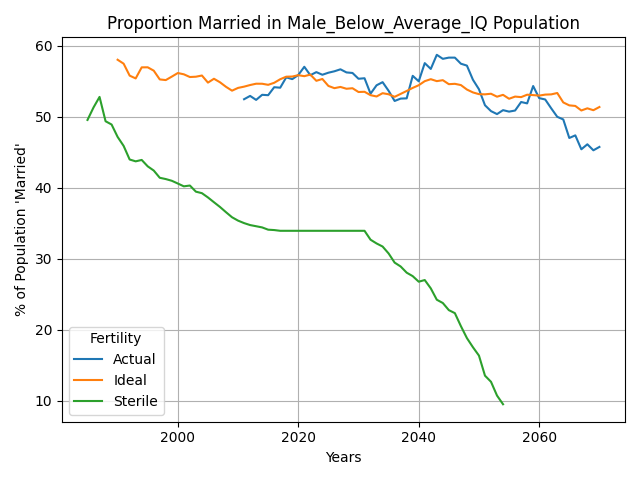 Proportion Married in Male_Below_Average_IQ Population
% of Population 'Married'
60
50
40
30
20
10
Fertility
Actual
Ideal
Sterile
2000
2020
2040
2060
Years